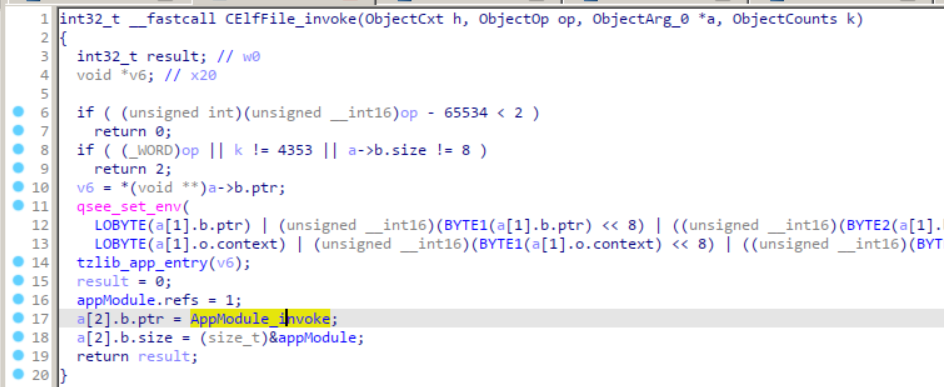 1 int32_t __fastcall CElfFile_invoke(ObjectCxt h, ObjectOp op, ObjectArg_0 *a, ObjectCounts k)
2 {
3 int32_t result; // w0
4 void *v6; // x20
5
6 if ( (unsigned int)(unsigned __int16)op - 65534 < 2 )
7 return 0;
8 if ( (_WORD)op || k != 4353 || a->b.size != 8 )
9 return 2;
10 v6 = *(void **)a->b.ptr;
11 qsee_set_env(
12 LOBYTE(a[1].b.ptr) | (unsigned __int16)(BYTE1(a[1].b.ptr) << 8) | ((unsigned __int16)(BYTE2(a[1].
13 LOBYTE(a[1].o.context) | (unsigned __int16)(BYTE1(a[1].o.context) << 8) | ((unsigned __int16)(BYT
14 tzlib_app_entry(v6);
15 result = 0;
16 appModule.refs = 1;
17 a[2].b.ptr = AppModule_invoke;
18 a[2].b.size = (size_t)&appModule;
19 return result;
20 }